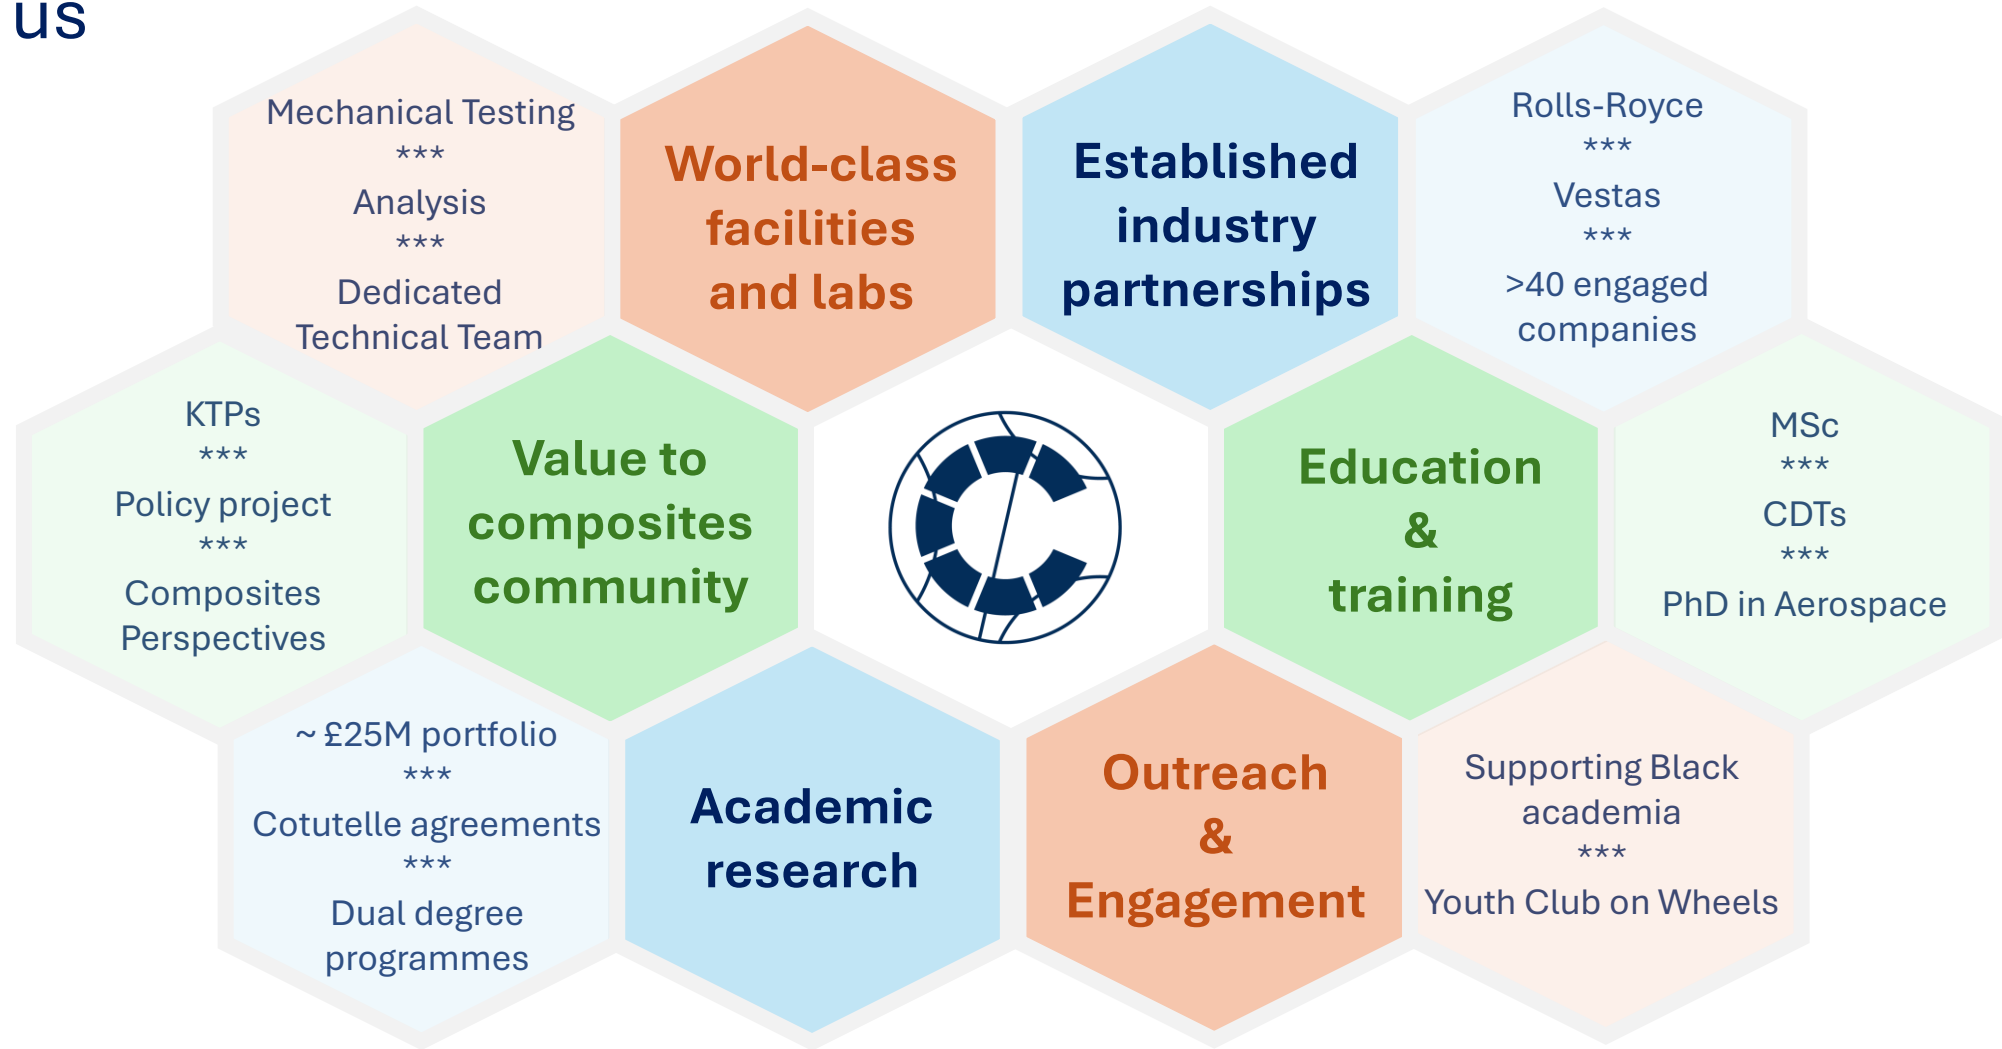 us
Mechanical Testing
***
Analysis
***
Dedicated
Technical Team
World-class
facilities
and labs
Established
industry
partnerships
Rolls-Royce
***
Vestas
***
>40 engaged
companies
KTPs
***
Policy project
***
Composites
Perspectives
Value to
composites
community
Education
&
training
MSc
***
CDTs
***
PhD in Aerospace
~ £25M portfolio
***
Cotutelle agreements
***
Dual degree
programmes
Academic
research
Outreach
&
Engagement
Supporting Black
academia
***
Youth Club on Wheels